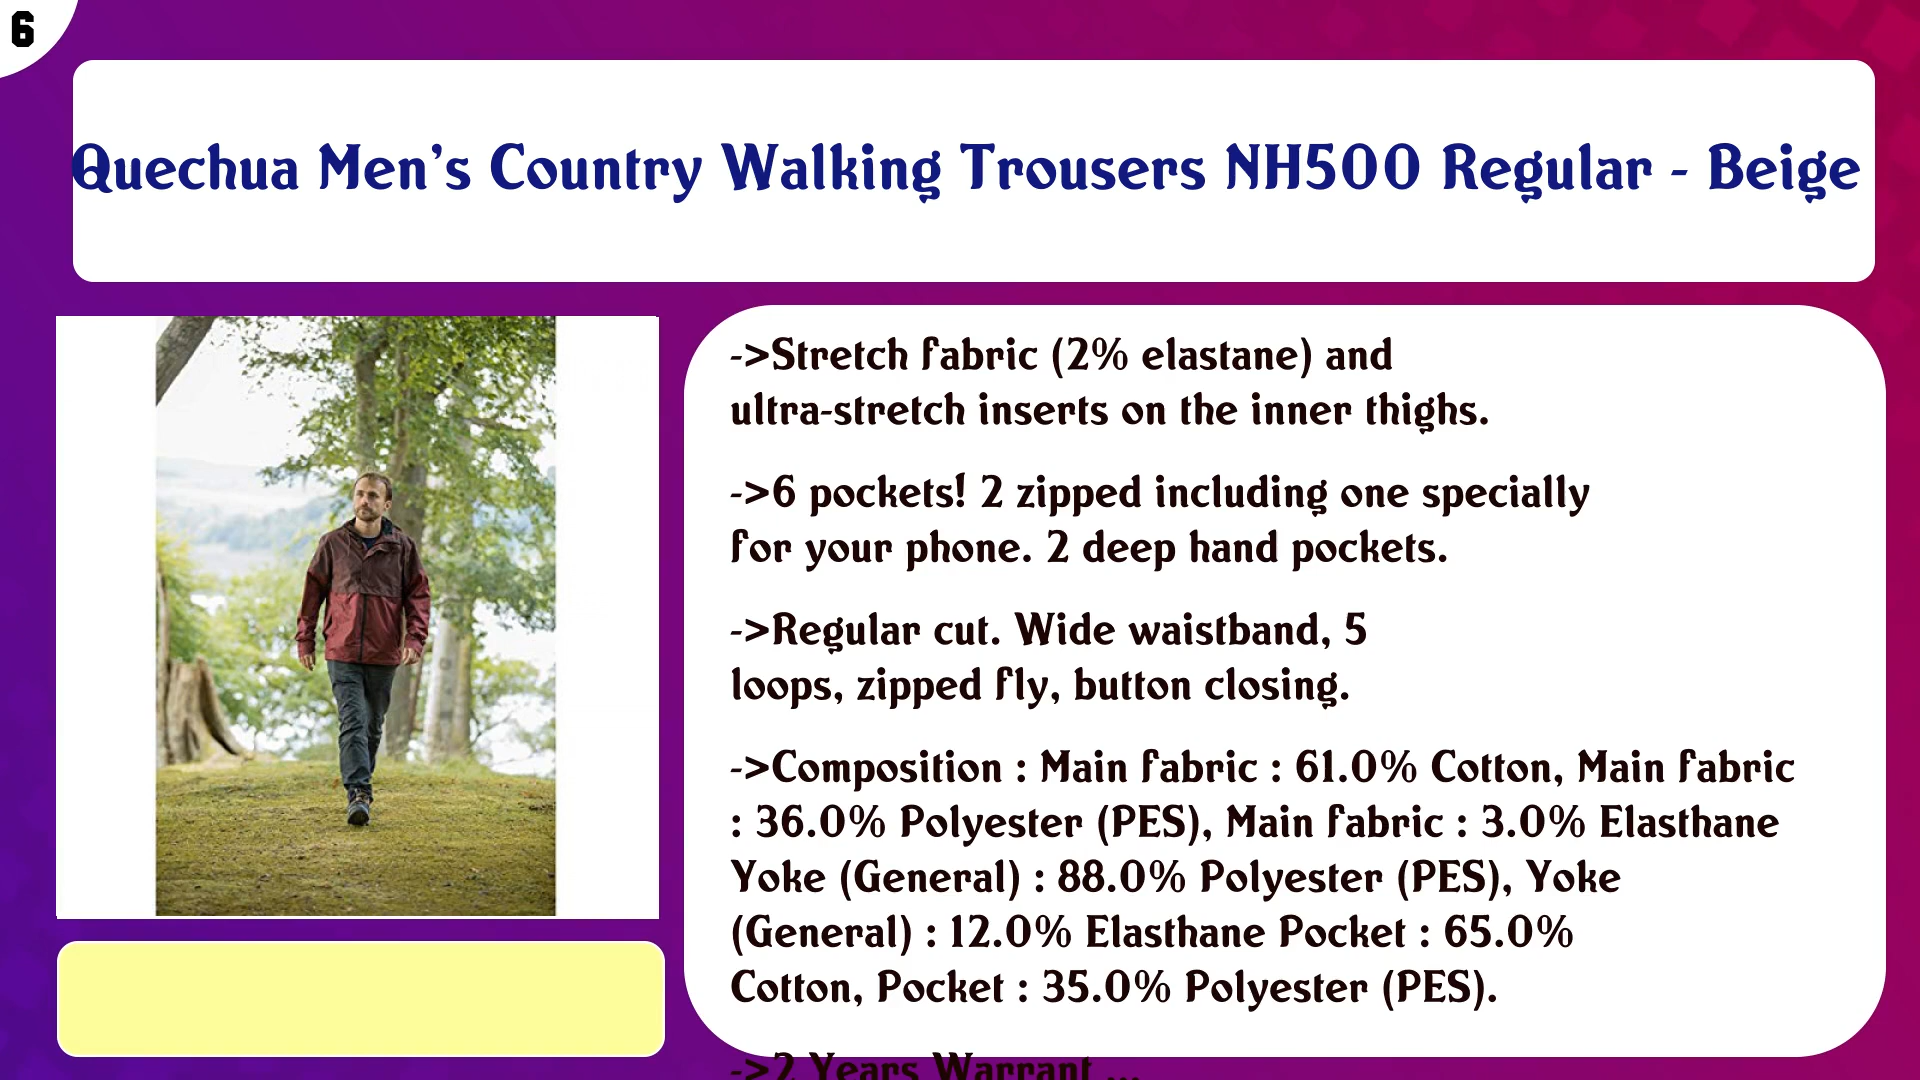 6
Quechua Men's Country Walking Trousers NH500 Regular - Beige
->Stretch fabric (2% elastane) and
ultra-stretch inserts on the inner thighs.
->6 pockets! 2 zipped including one specially
for your phone. 2 deep hand pockets.
->Regular cut. Wide waistband, 5
loops, zipped fly, button closing.
->Composition : Main fabric : 61.0% Cotton, Main fabric
: 36.0% Polyester (PES), Main fabric : 3.0% Elasthane
Yoke (General) : 88.0% Polyester (PES), Yoke
(General) : 12.0% Elasthane Pocket : 65.0%
Cotton, Pocket : 35.0% Polyester (PES).
->2 Years Warrant ...